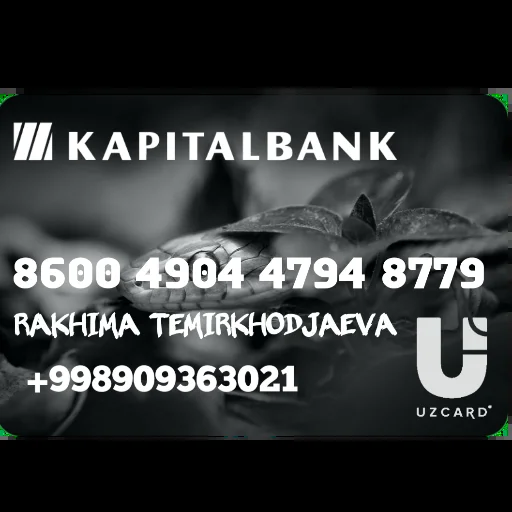 KAPITALBANK
8600 4904 4794 8779
RAKHIMA TEMIRKHODJAEVA
+998909363021
UZCARD